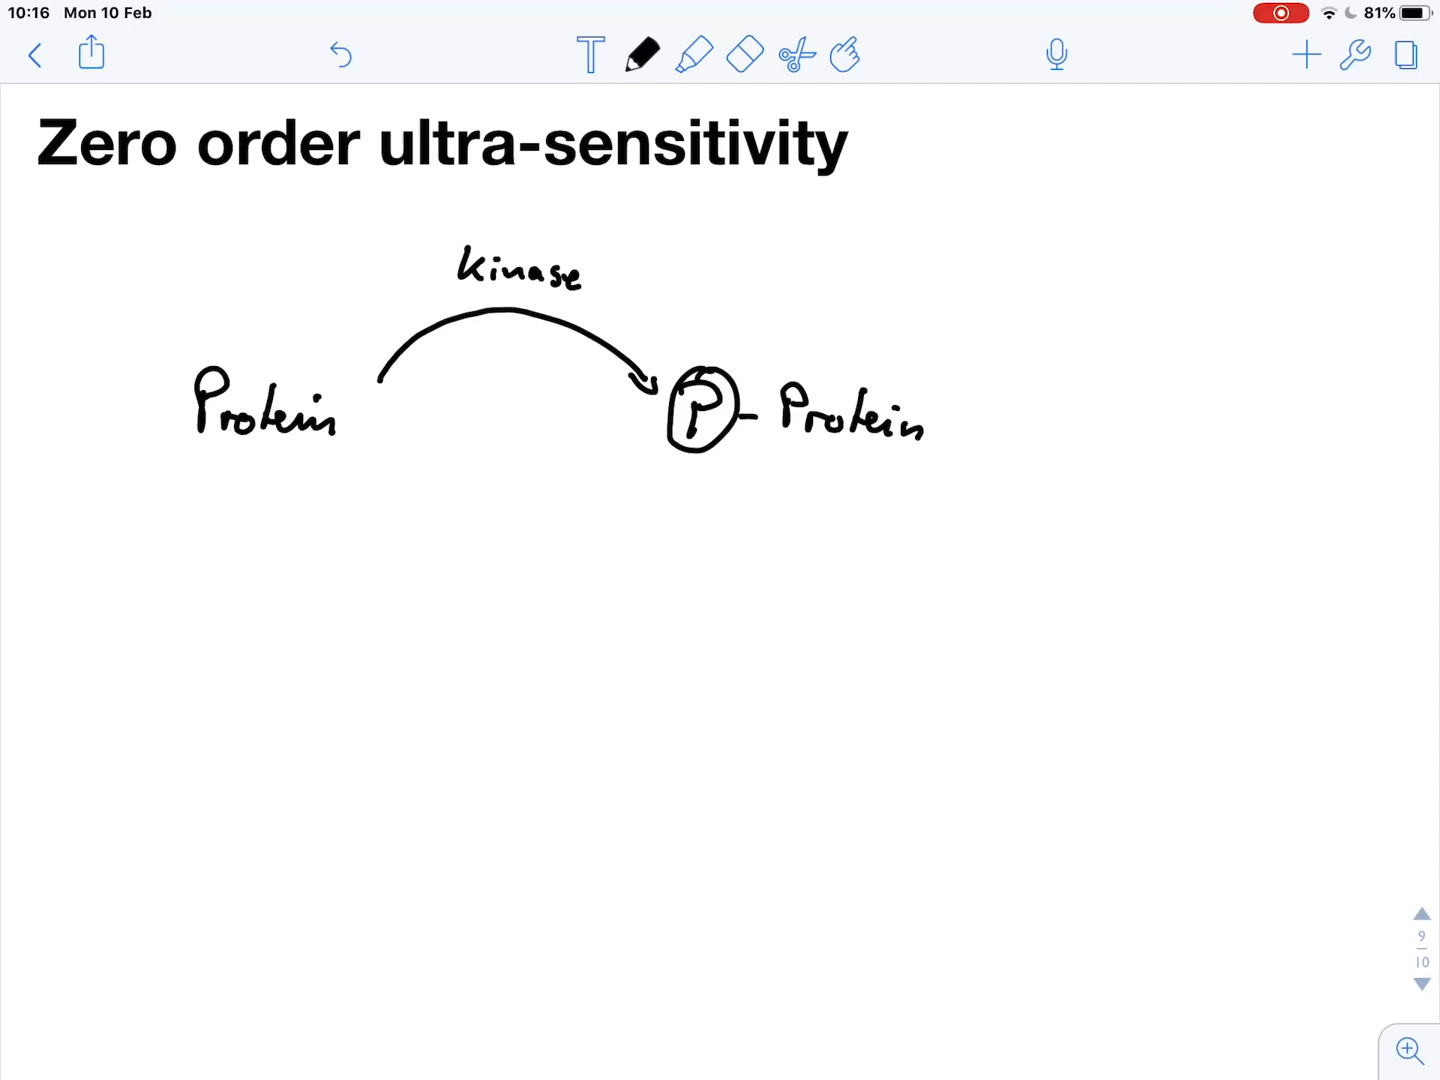 10:16 Mon 10 Feb 81%
T
Zero order ultra-sensitivity
kinase
Protein P - Protein
9
10